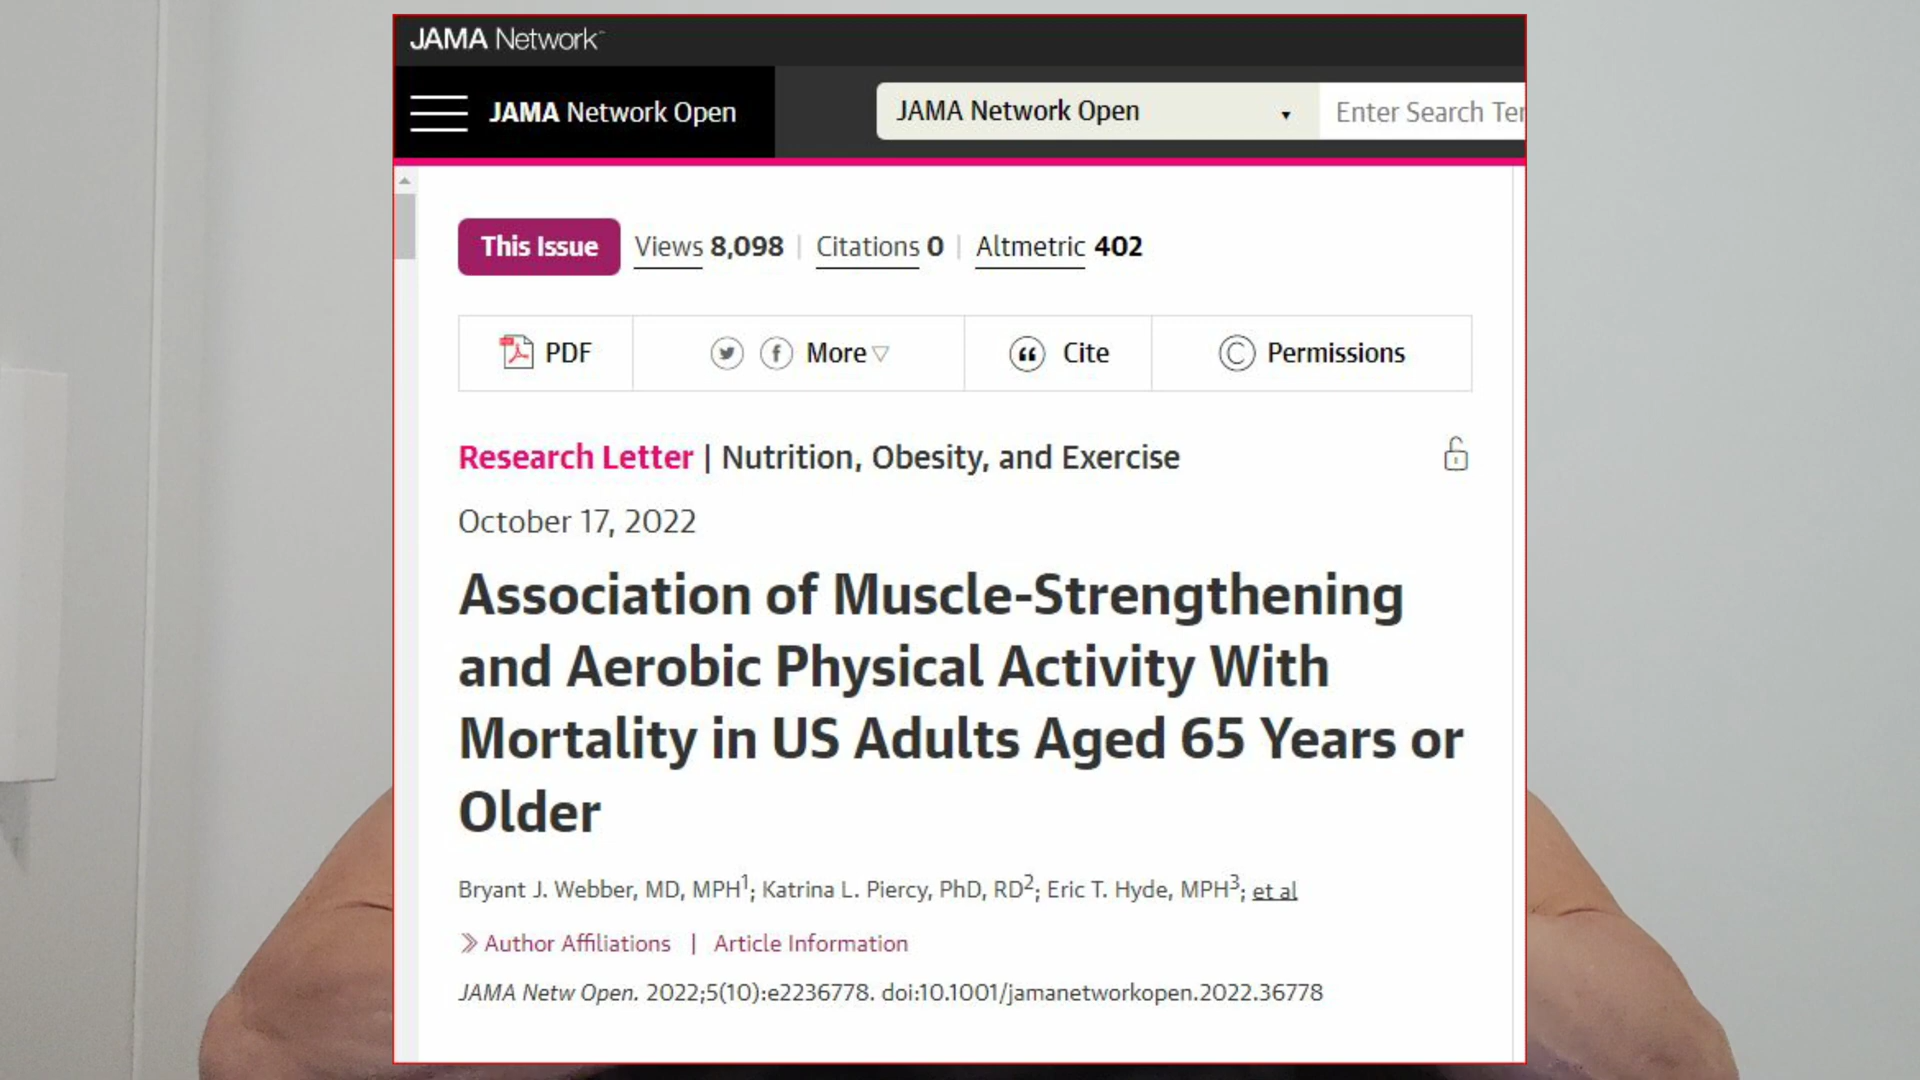 JAMA Network
JAMA Network Open
JAMA Network Open
Enter Search Ter
This Issue Views 8,098 | Citations 0 | Altmetric 402
PDF More Cite Permissions
Research Letter | Nutrition, Obesity, and Exercise
October 17, 2022
Association of Muscle-Strengthening
and Aerobic Physical Activity With
Mortality in US Adults Aged 65 Years or
Older
Bryant J. Webber, MD, MPH1; Katrina L. Piercy, PhD, RD2; Eric T. Hyde, MPH3; et al
Author Affiliations | Article Information
JAMA Netw Open. 2022;5(10):e2236778. doi:10.1001/jamanetworkopen.2022.36778